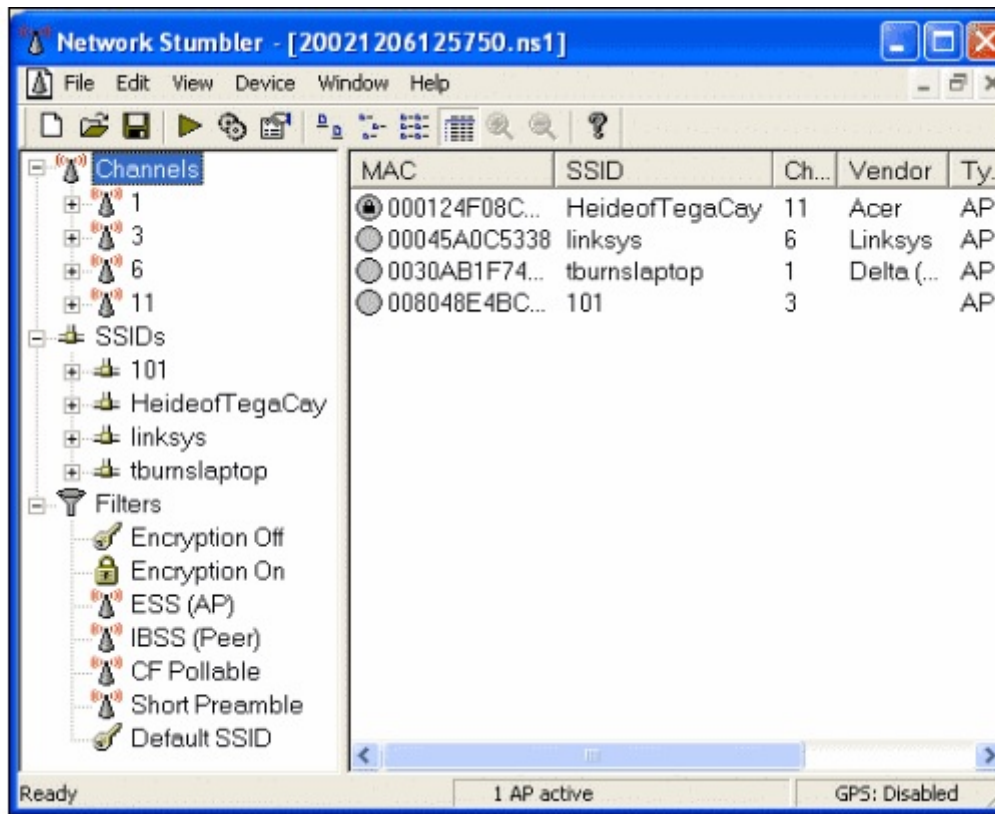 Network Stumbler - [20021206125750.ns1]
File Edit View Device Window Help
Channels
1
3
6
11
SSIDs
101
HeideofTegaCay
linksys
tburnslaptop
Filters
Encryption Off
Encryption On
ESS (AP)
IBSS (Peer)
CF Pollable
Short Preamble
Default SSID
MAC SSID Ch... Vendor Ty.
000124F08C... HeideofTegaCay 11 Acer AP
00045A0C5338 linksys 6 Linksys AP
0030AB1F74... tburnslaptop 1 Delta (... AP
008048E4BC... 101 3 AP
Ready 1 AP active GPS: Disabled